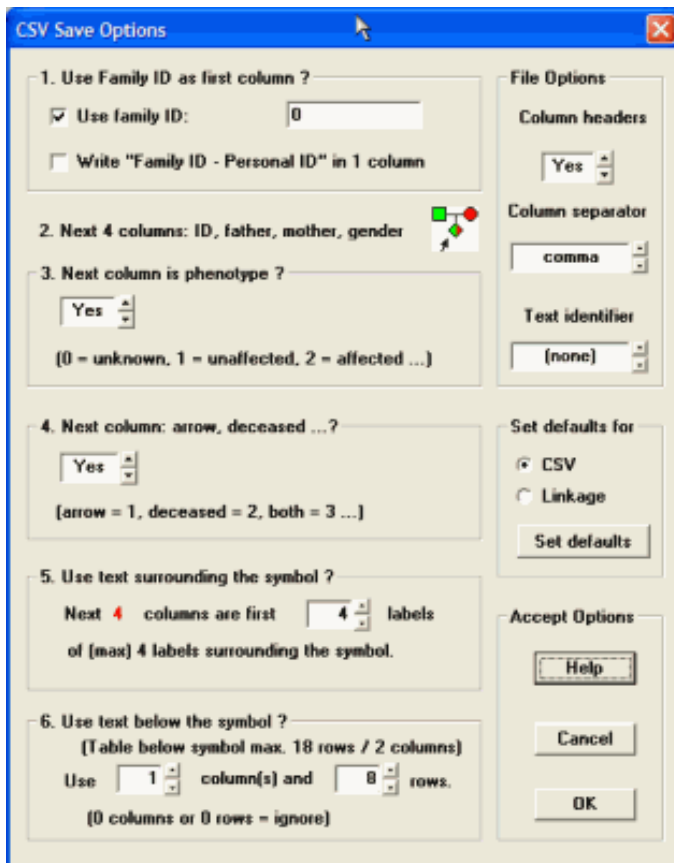 CSV Save Options
1. Use Family ID as first column ?
Use family ID:
0
Write "Family ID - Personal ID" in 1 column
2. Next 4 columns: ID, father, mother, gender
3. Next column is phenotype ?
Yes
(0 = unknown, 1 = unaffected, 2 = affected ...)
4. Next column: arrow, deceased ...?
Yes
(arrow = 1, deceased = 2, both = 3 ...)
5. Use text surrounding the symbol ?
Next 4 columns are first 4 labels
of (max) 4 labels surrounding the symbol.
6. Use text below the symbol ?
(Table below symbol max. 18 rows / 2 columns)
Use 1 column(s) and 8 rows.
(0 columns or 0 rows = ignore)
File Options
Column headers
Yes
Column separator
comma
Text identifier
(none)
Set defaults for
CSV
Linkage
Set defaults
Accept Options
Help
Cancel
OK